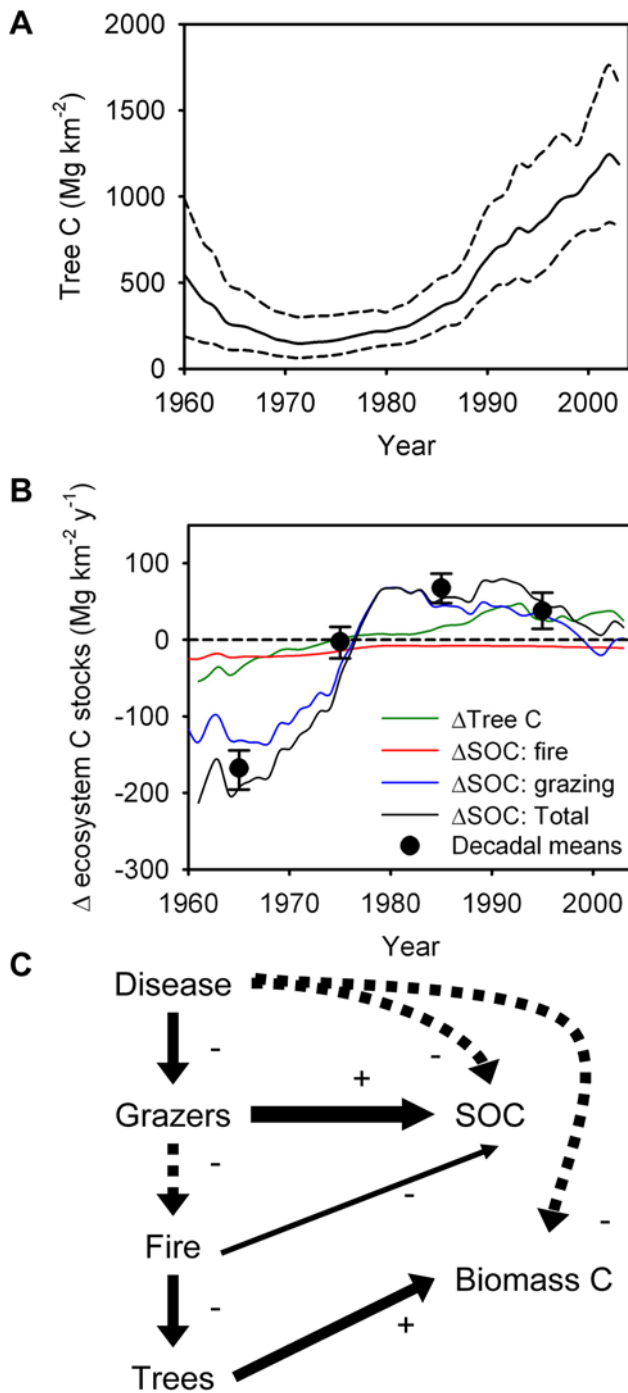 A
Tree C (Mg km⁻²)
2000
1500
1000
500
0
1960 1970 1980 1990 2000
Year
B
Δ ecosystem C stocks (Mg km⁻² y⁻¹)
100
0
-100
-200
-300
ΔTree C
ΔSOC: fire
ΔSOC: grazing
ΔSOC: Total
Decadal means
1960 1970 1980 1990 2000
Year
C
Disease
-
-
+
Grazers
SOC
-
-
Fire
-
Biomass C
-
+
Trees